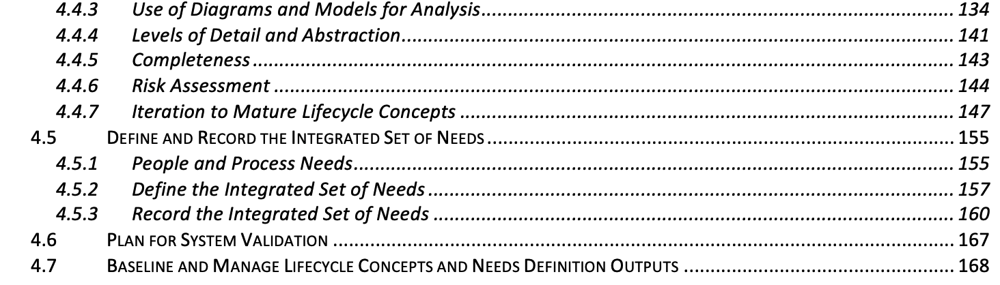 4.4.3 Use of Diagrams and Models for Analysis 134
4.4.4 Levels of Detail and Abstraction 141
4.4.5 Completeness 143
4.4.6 Risk Assessment 144
4.4.7 Iteration to Mature Lifecycle Concepts 147
4.5 DEFINE AND RECORD THE INTEGRATED SET OF NEEDS 155
4.5.1 People and Process Needs 155
4.5.2 Define the Integrated Set of Needs 157
4.5.3 Record the Integrated Set of Needs 160
4.6 PLAN FOR SYSTEM VALIDATION 167
4.7 BASELINE AND MANAGE LIFECYCLE CONCEPTS AND NEEDS DEFINITION OUTPUTS 168